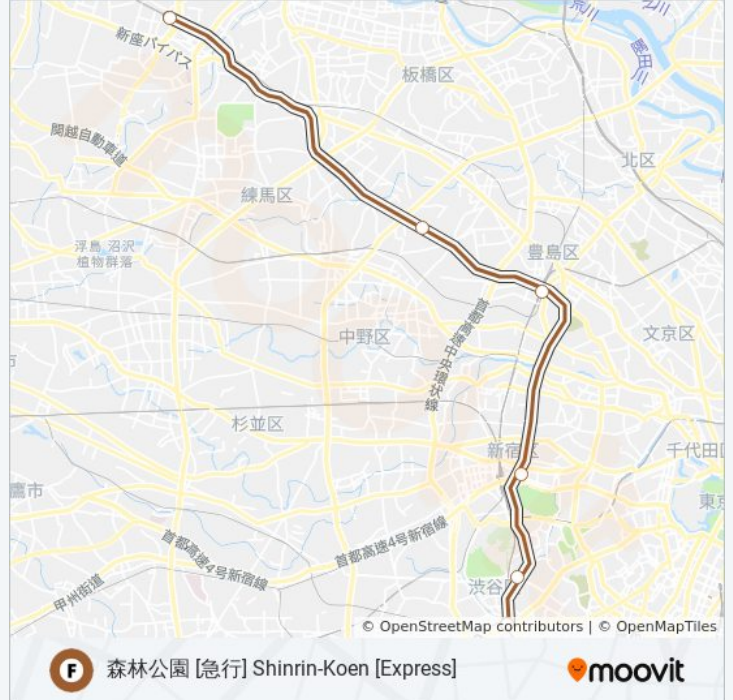 荒川
新座バイパス
隅田川
板橋区
関越自動車道
北区
練馬区
浮島 沼沢
植物群落
豊島区
首都高速中央環状線
文京区
中野区
杉並区
新宿区
千代田区
鷹市
東京
首都高速4号新宿線
首都高速4号新宿線
甲州街道
渋谷区
© OpenStreetMap contributors | © OpenMapTiles
F 森林公園 [急行] Shinrin-Koen [Express]
moovit